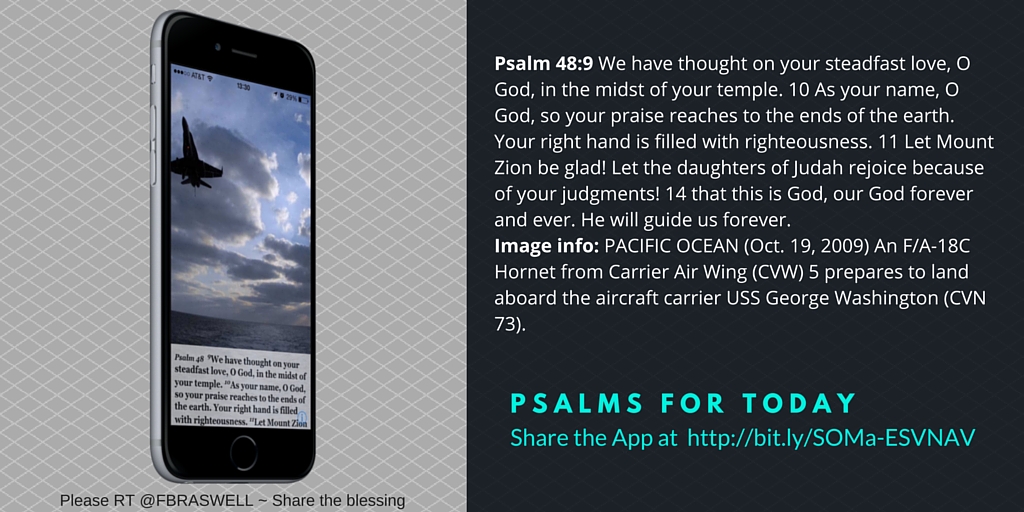 AT&T
13:30
29%
Psalm 48 9We have thought on your
steadfast love, O God, in the midst of
your temple. 10As your name, O God,
so your praise reaches to the ends of
the earth. Your right hand is filled
with righteousness. 11Let Mount Zion
Please RT @FBRASWELL ~ Share the blessing
Psalm 48:9 We have thought on your steadfast love, O
God, in the midst of your temple. 10 As your name, O
God, so your praise reaches to the ends of the earth.
Your right hand is filled with righteousness. 11 Let Mount
Zion be glad! Let the daughters of Judah rejoice because
of your judgments! 14 that this is God, our God forever
and ever. He will guide us forever.
Image info: PACIFIC OCEAN (Oct. 19, 2009) An F/A-18C
Hornet from Carrier Air Wing (CVW) 5 prepares to land
aboard the aircraft carrier USS George Washington (CVN
73).
PSALMS FOR TODAY
Share the App at http://bit.ly/SOMa-ESVNAV